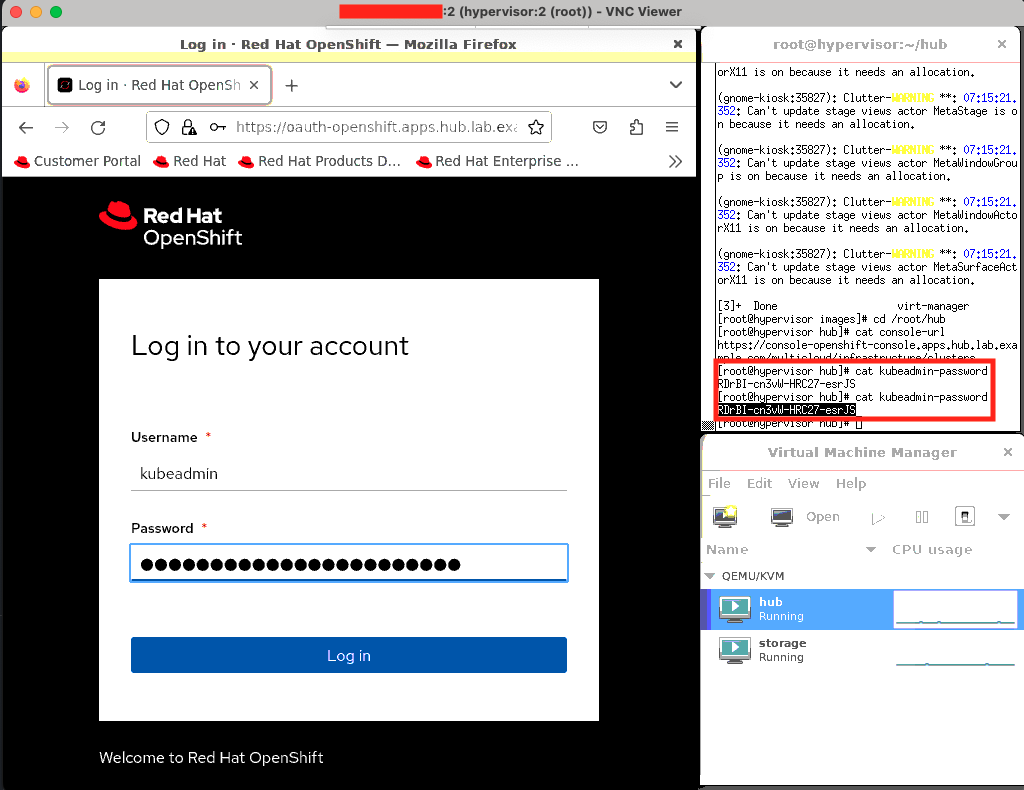 :2 (hypervisor:2 (root)) - VNC Viewer
Log in · Red Hat OpenShift — Mozilla Firefox
Log in · Red Hat OpenSh
https://oauth-openshift.apps.hub.lab.exa
Customer Portal
Red Hat
Red Hat Products D...
Red Hat Enterprise ...
Red Hat
OpenShift
Log in to your account
Username *
kubeadmin
Password *
Log in
Welcome to Red Hat OpenShift
root@hypervisor:~/hub
orX11 is on because it needs an allocation.
(gnome-kiosk:35827): Clutter-WARNING **: 07:15:21.
352: Can't update stage views actor MetaStage is o
n because it needs an allocation.
(gnome-kiosk:35827): Clutter-WARNING **: 07:15:21.
352: Can't update stage views actor MetaWindowGrou
p is on because it needs an allocation.
(gnome-kiosk:35827): Clutter-WARNING **: 07:15:21.
352: Can't update stage views actor MetaWindowActo
rX11 is on because it needs an allocation.
(gnome-kiosk:35827): Clutter-WARNING **: 07:15:21.
352: Can't update stage views actor MetaSurfaceAct
orX11 is on because it needs an allocation.
[3]+  Done                    virt-manager
[root@hypervisor images]# cd /root/hub
[root@hypervisor hub]# cat console-url
https://console-openshift-console.apps.hub.lab.exa
mple.com/multicloud/infrastructure/clusters
[root@hypervisor hub]# cat kubeadmin-password
RDrBI-cn3vW-HRC27-esrJS
[root@hypervisor hub]# cat kubeadmin-password
RDrBI-cn3vW-HRC27-esrJS
[root@hypervisor hub]#
Virtual Machine Manager
File Edit View Help
Open
Name CPU usage
QEMU/KVM
hub
Running
storage
Running